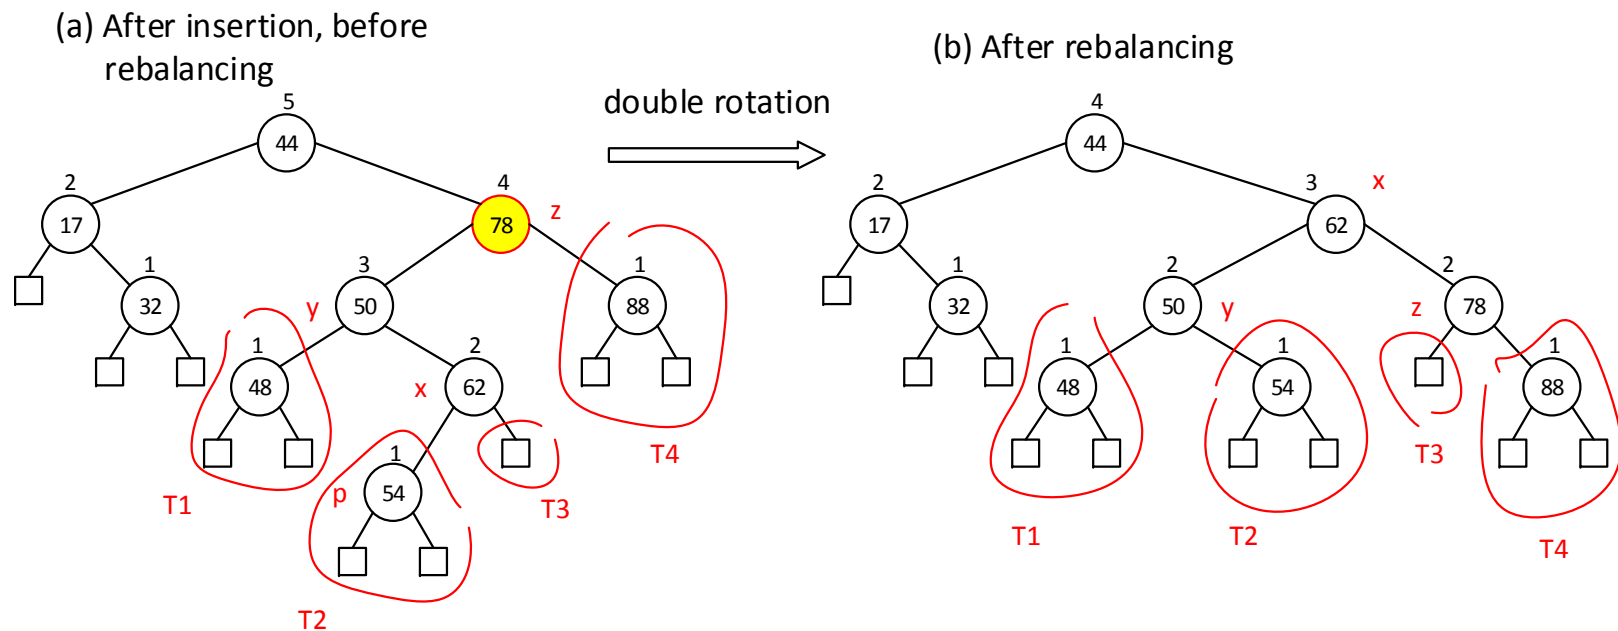 (a) After insertion, before
rebalancing
(b) After rebalancing
double rotation
5
44
2
17
4
78
z
1
32
3
50
y
1
88
1
48
2
62
x
T4
1
54
p
T1
T3
T2
4
44
2
17
3
62
x
1
32
2
50
y
2
78
z
1
48
1
54
1
88
T3
T1
T2
T4